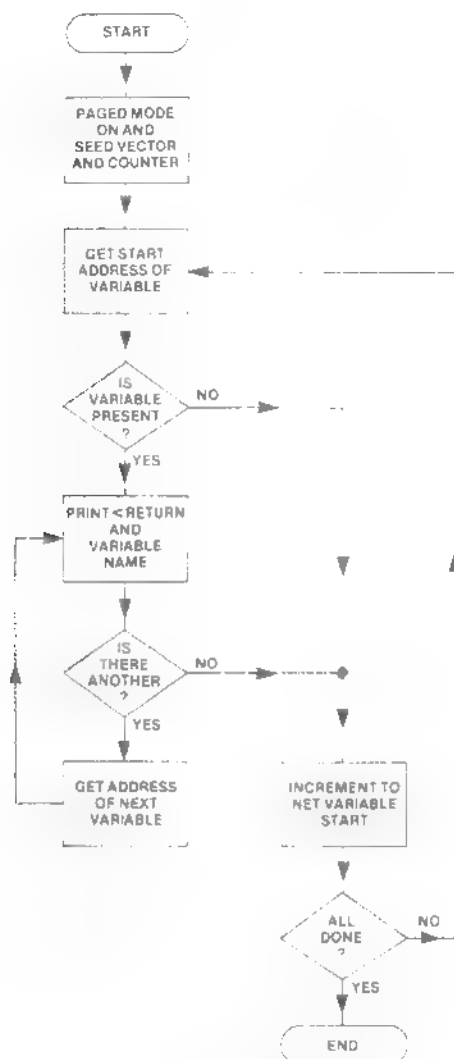 START
PAGED MODE
ON AND
SEED VECTOR
AND COUNTER
GET START
ADDRESS OF
VARIABLE
IS
VARIABLE
PRESENT
?
NO
YES
PRINT < RETURN
AND
VARIABLE
NAME
IS
THERE
ANOTHER
?
NO
YES
GET ADDRESS
OF NEXT
VARIABLE
INCREMENT TO
NET VARIABLE
START
ALL
DONE
?
NO
YES
END